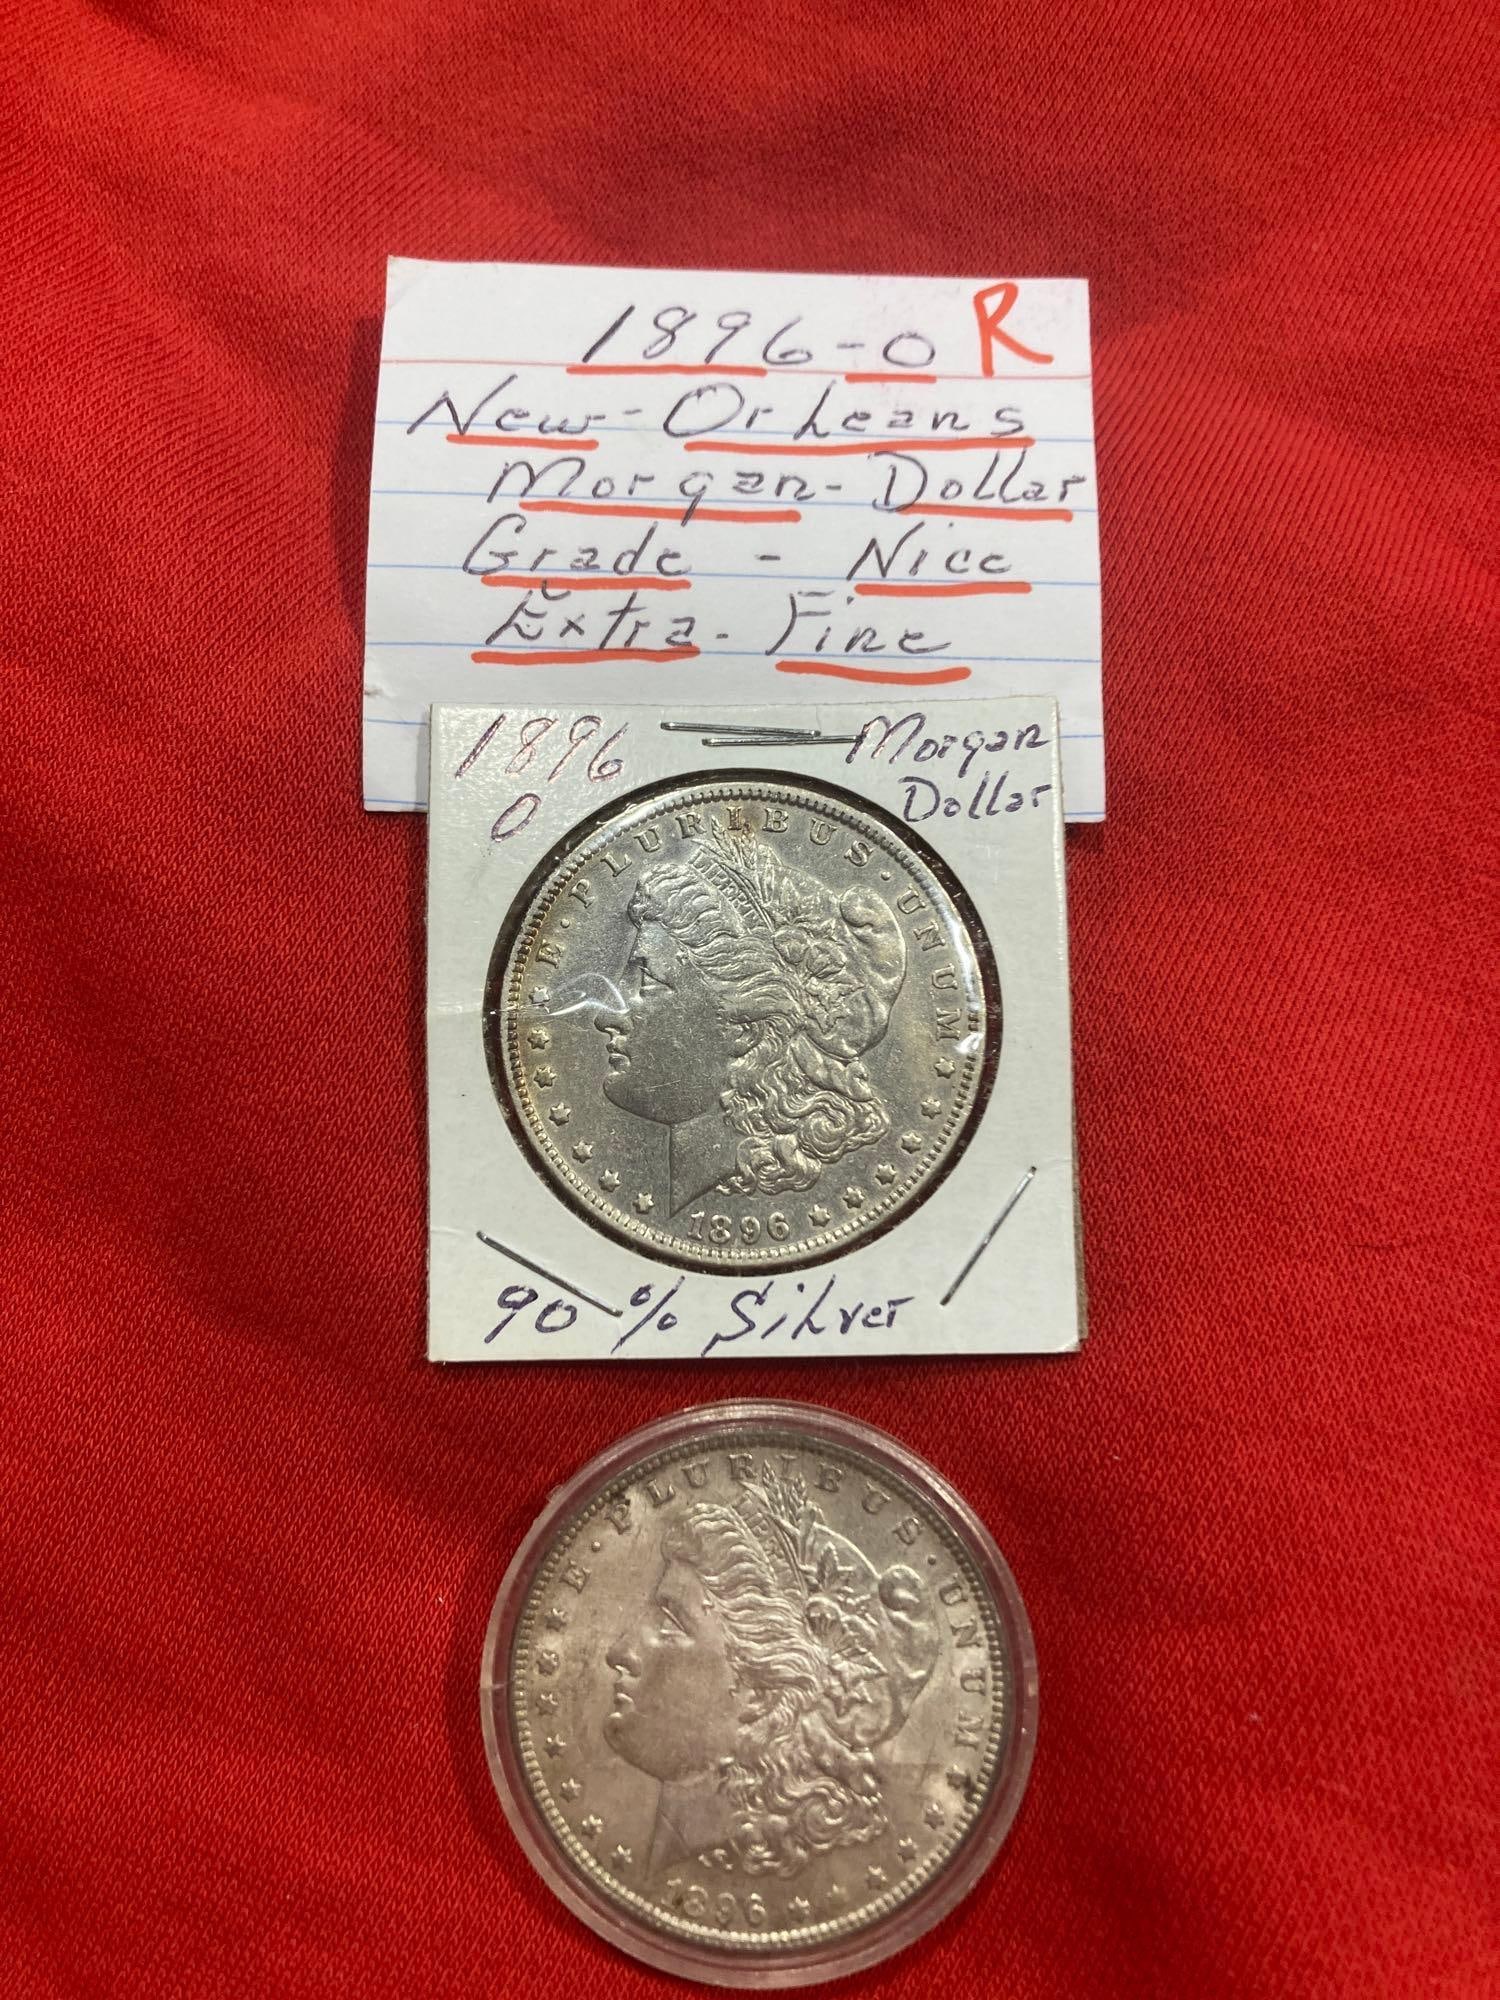 1896-O R
New-Orleans
Morgan-Dollar
Grade - Nice
Extra-Fine
1896 Morgan
O Dollar
E · PLURIBUS · UNUM
LIBERTY
1896
90% Silver
E · PLURIBUS · UNUM
LIBERTY
1896